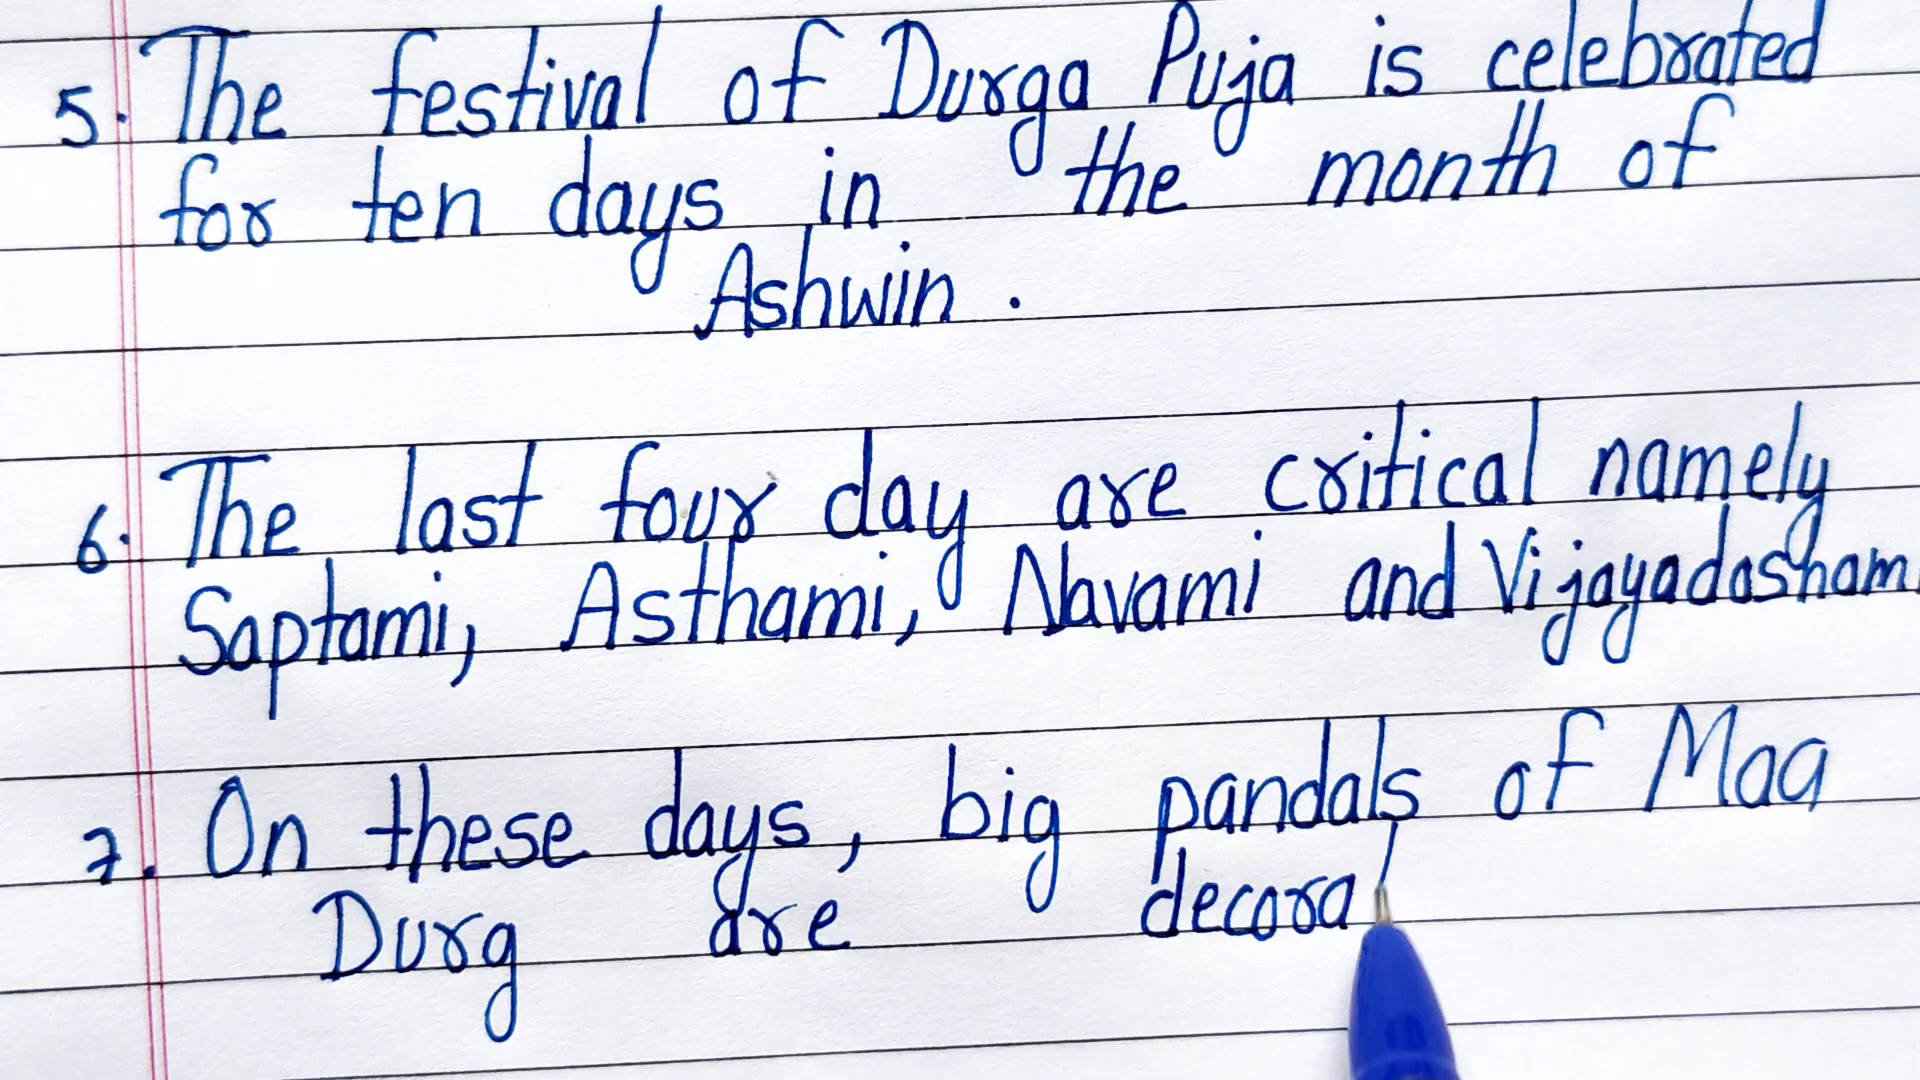 5. The festival of Durga Puja is celebrated
for ten days in the month of
Ashwin.
6. The last four day are critical namely
Saptami, Asthami, Navami and Vijayadasham
7. On these days, big pandals of Maa
Durg are decora